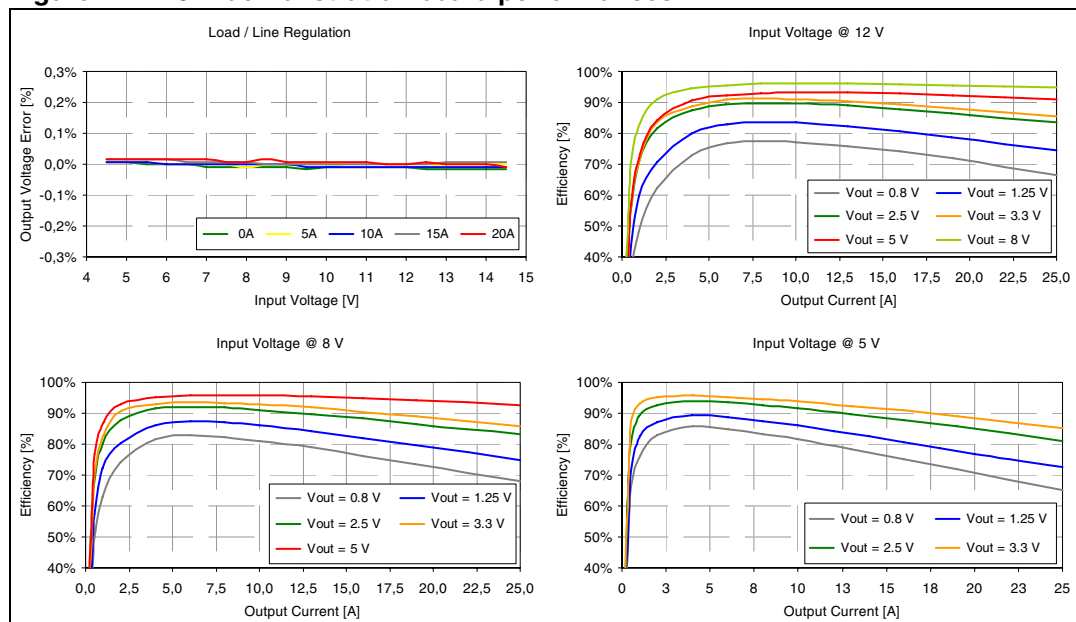 Load / Line Regulation
0,3%
0,2%
0,1%
0,0%
-0,1%
-0,2%
-0,3%
Output Voltage Error [%]
0A 5A 10A 15A 20A
4 5 6 7 8 9 10 11 12 13 14 15
Input Voltage [V]
Input Voltage @ 12 V
100%
90%
80%
70%
60%
50%
40%
Efficiency [%]
Vout = 0.8 V Vout = 1.25 V
Vout = 2.5 V Vout = 3.3 V
Vout = 5 V Vout = 8 V
0,0 2,5 5,0 7,5 10,0 12,5 15,0 17,5 20,0 22,5 25,0
Output Current [A]
Input Voltage @ 8 V
100%
90%
80%
70%
60%
50%
40%
Efficiency [%]
Vout = 0.8 V Vout = 1.25 V
Vout = 2.5 V Vout = 3.3 V
Vout = 5 V
0,0 2,5 5,0 7,5 10,0 12,5 15,0 17,5 20,0 22,5 25,0
Output Current [A]
Input Voltage @ 5 V
100%
90%
80%
70%
60%
50%
40%
Efficiency [%]
Vout = 0.8 V Vout = 1.25 V
Vout = 2.5 V Vout = 3.3 V
0 3 5 8 10 13 15 18 20 23 25
Output Current [A]